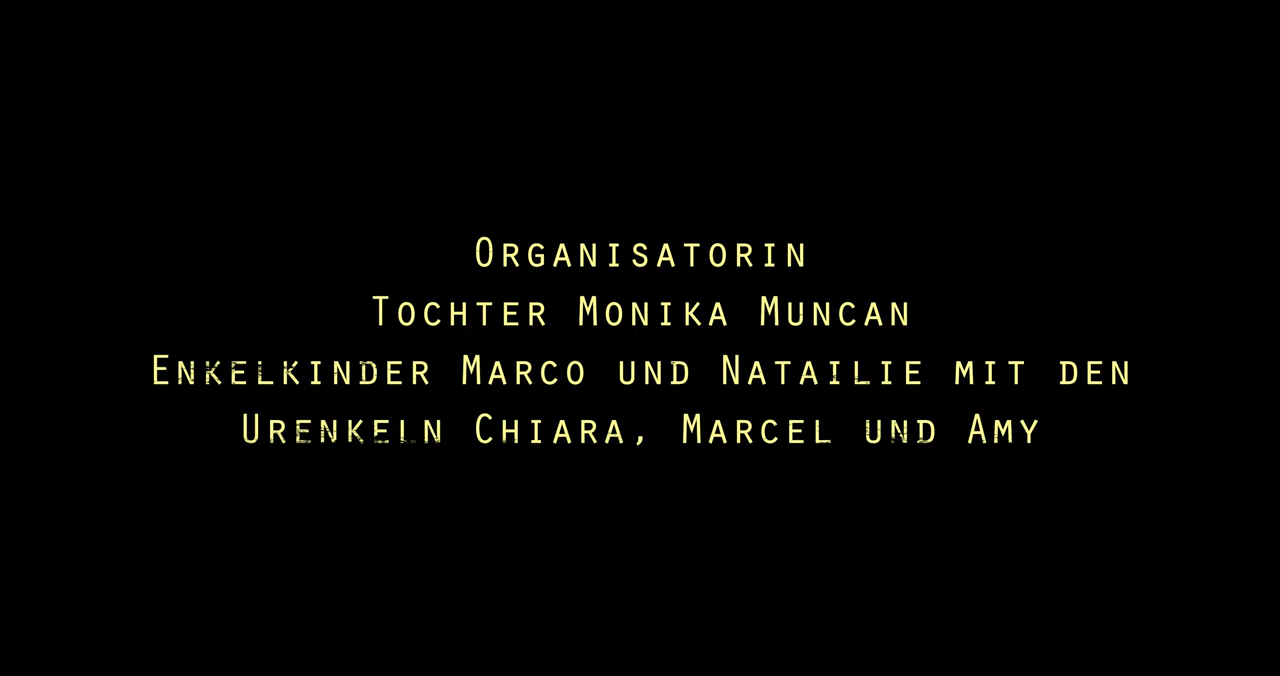 Organisatorin
Tochter Monika Muncan
Enkelkinder Marco und Natailie mit den
Urenkeln Chiara, Marcel und Amy